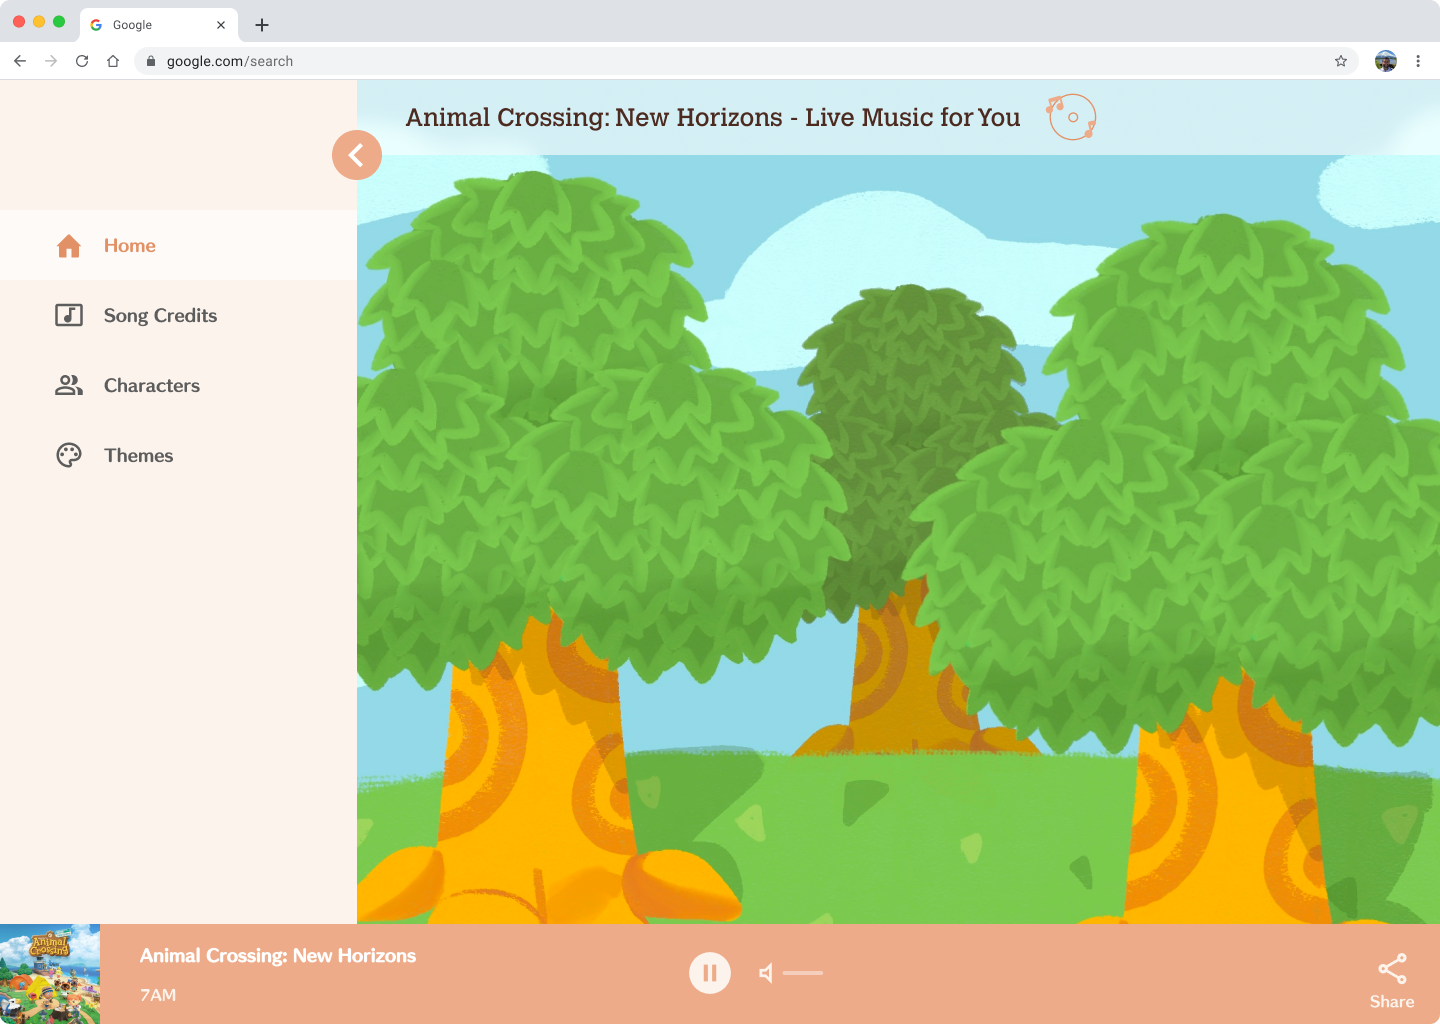 Google
google.com/search
Animal Crossing: New Horizons - Live Music for You
Home
Song Credits
Characters
Themes
Animal Crossing
Animal Crossing: New Horizons
7AM
Share